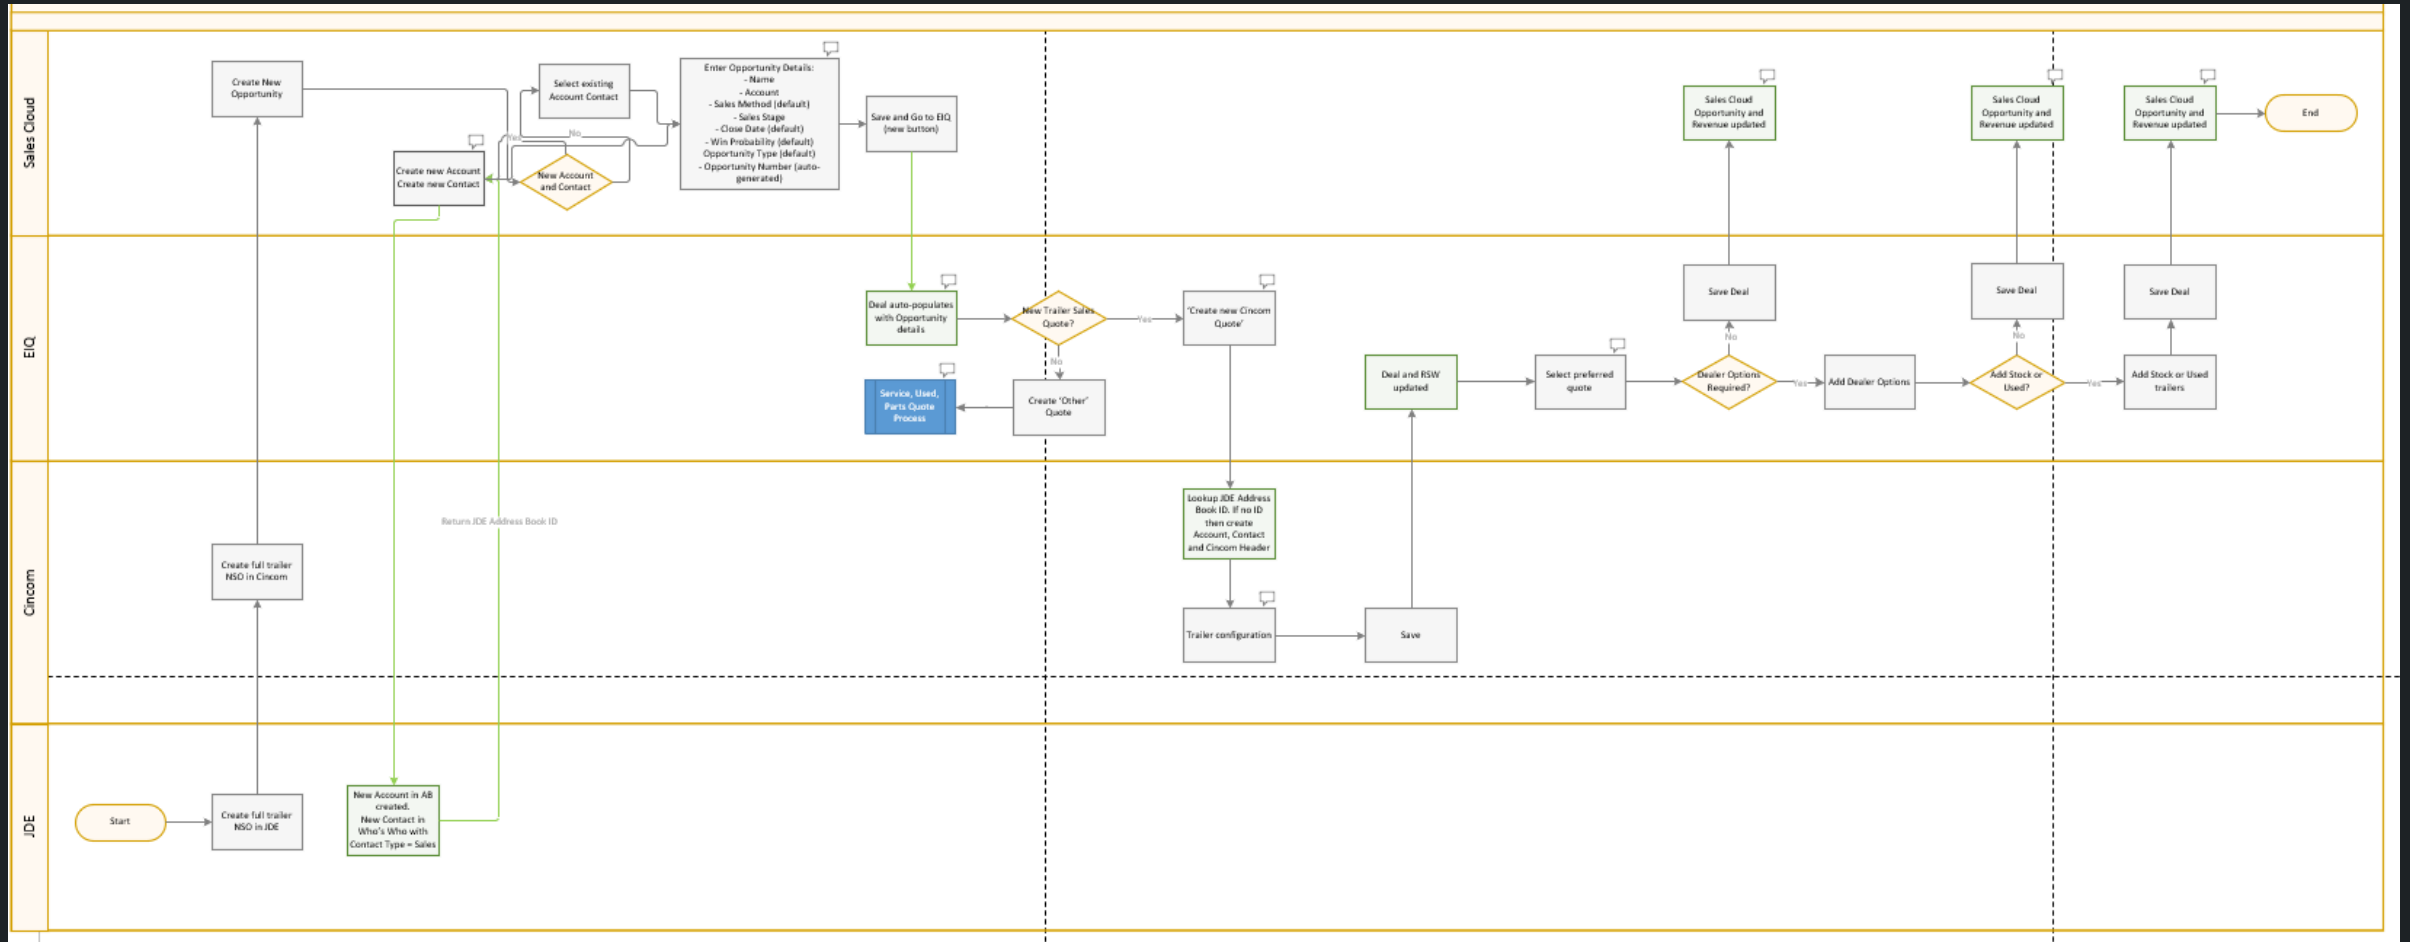 Sales Cloud
Create New
Opportunity
Select existing
Account Contact
Enter Opportunity Details:
- Name
- Account
- Sales Method (default)
- Sales Stage
- Close Date (default)
- Win Probability (default)
Opportunity Type (default)
- Opportunity Number (auto-
generated)
Save and Go to EIQ
(new button)
Yes
No
Create new Account
Create new Contact
New Account
and Contact
Sales Cloud
Opportunity and
Revenue updated
Sales Cloud
Opportunity and
Revenue updated
Sales Cloud
Opportunity and
Revenue updated
End
EIQ
Deal auto-populates
with Opportunity
details
New Trailer Sales
Quote?
Yes
'Create new Cincom
Quote'
No
Service, Used,
Parts Quote
Process
Create 'Other'
Quote
Deal and RSW
updated
Select preferred
quote
Dealer Options
Required?
No
Save Deal
Yes
Add Dealer Options
Add Stock or
Used?
No
Save Deal
Yes
Add Stock or Used
trailers
Save Deal
Cincom
Create full trailer
NSO in Cincom
Return JDE Address Book ID
Lookup JDE Address
Book ID. If no ID
then create
Account, Contact
and Cincom Header
Trailer configuration
Save
JDE
Start
Create full trailer
NSO in JDE
New Account in AB
created.
New Contact in
Who's Who with
Contact Type = Sales